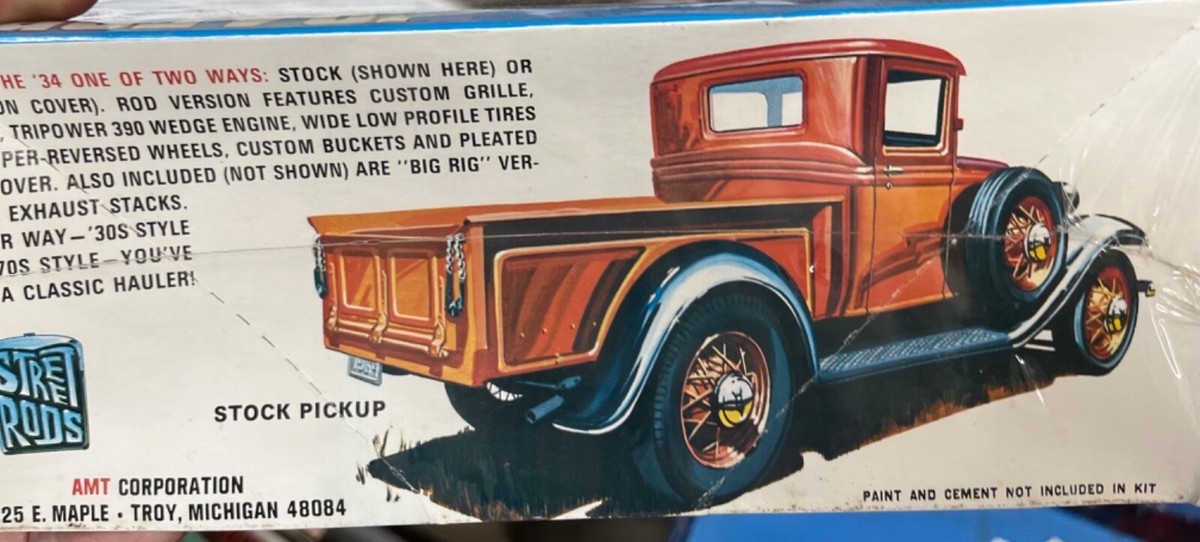 HE '34 ONE OF TWO WAYS: STOCK (SHOWN HERE) OR
ON COVER). ROD VERSION FEATURES CUSTOM GRILLE,
, TRIPOWER 390 WEDGE ENGINE, WIDE LOW PROFILE TIRES
PER-REVERSED WHEELS, CUSTOM BUCKETS AND PLEATED
OVER. ALSO INCLUDED (NOT SHOWN) ARE "BIG RIG" VER-
EXHAUST STACKS.
R WAY—'30S STYLE
70S STYLE—YOU'VE
A CLASSIC HAULER!
STREET
RODS
STOCK PICKUP
AMT CORPORATION
25 E. MAPLE • TROY, MICHIGAN 48084
PAINT AND CEMENT NOT INCLUDED IN KIT